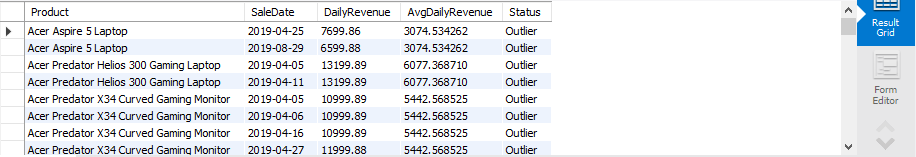 Product SaleDate DailyRevenue AvgDailyRevenue Status
Acer Aspire 5 Laptop 2019-04-25 7699.86 3074.534262 Outlier
Acer Aspire 5 Laptop 2019-08-29 6599.88 3074.534262 Outlier
Acer Predator Helios 300 Gaming Laptop 2019-04-05 13199.89 6077.368710 Outlier
Acer Predator Helios 300 Gaming Laptop 2019-04-11 13199.89 6077.368710 Outlier
Acer Predator X34 Curved Gaming Monitor 2019-04-05 10999.89 5442.568525 Outlier
Acer Predator X34 Curved Gaming Monitor 2019-04-06 10999.89 5442.568525 Outlier
Acer Predator X34 Curved Gaming Monitor 2019-04-16 10999.89 5442.568525 Outlier
Acer Predator X34 Curved Gaming Monitor 2019-04-27 11999.88 5442.568525 Outlier
Result
Grid
Form
Editor